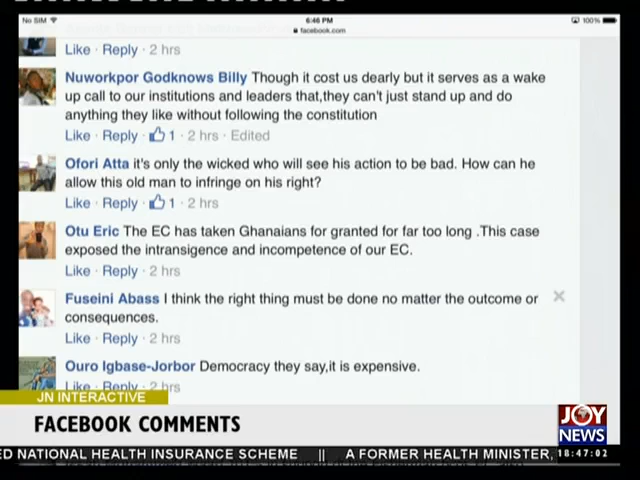 No SIM
6:46 PM
100%
facebook.com
Like · Reply · 2 hrs
Nuworkpor Godknows Billy Though it cost us dearly but it serves as a wake
up call to our institutions and leaders that,they can't just stand up and do
anything they like without following the constitution
Like · Reply · 1 · 2 hrs · Edited
Ofori Atta it's only the wicked who will see his action to be bad. How can he
allow this old man to infringe on his right?
Like · Reply · 1 · 2 hrs
Otu Eric The EC has taken Ghanaians for granted for far too long .This case
exposed the intransigence and incompetence of our EC.
Like · Reply · 2 hrs
Fuseini Abass I think the right thing must be done no matter the outcome or
consequences.
Like · Reply · 2 hrs
Ouro Igbase-Jorbor Democracy they say,it is expensive.
Like · Reply · 2 hrs
JN INTERACTIVE
FACEBOOK COMMENTS
JOY
NEWS
ED NATIONAL HEALTH INSURANCE SCHEME || A FORMER HEALTH MINISTER,
18:47:02